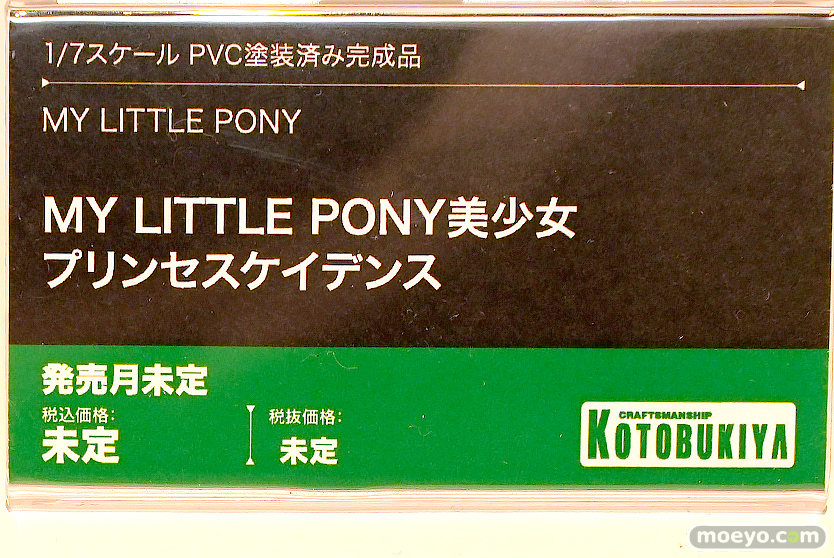 1/7スケール PVC塗装済み完成品
MY LITTLE PONY
MY LITTLE PONY美少女
プリンセスケイデンス
発売月未定
税込価格:
未定
税抜価格:
未定
CRAFTSMANSHIP
KOTOBUKIYA
moeyo.com